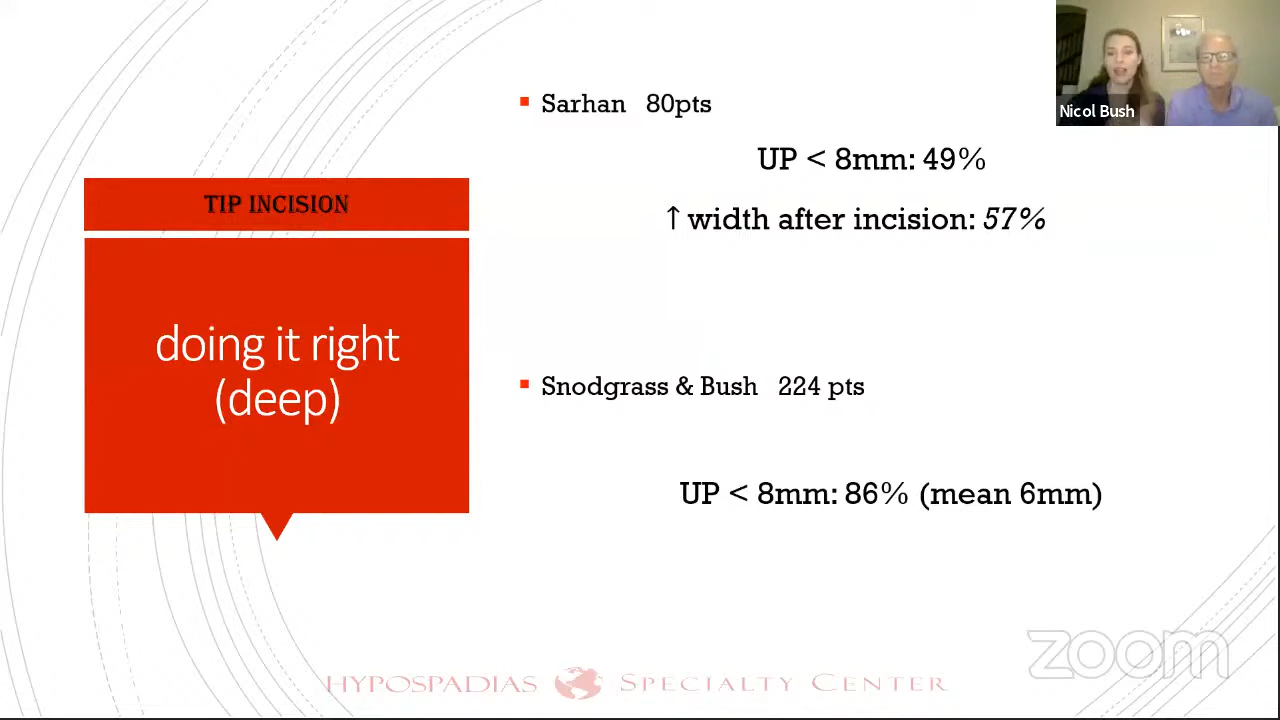 Nicol Bush
TIP INCISION
doing it right
(deep)
▪ Sarhan 80pts
UP < 8mm: 49%
↑ width after incision: 57%
▪ Snodgrass & Bush 224 pts
UP < 8mm: 86% (mean 6mm)
HYPOSPADIAS SPECIALTY CENTER
zoom